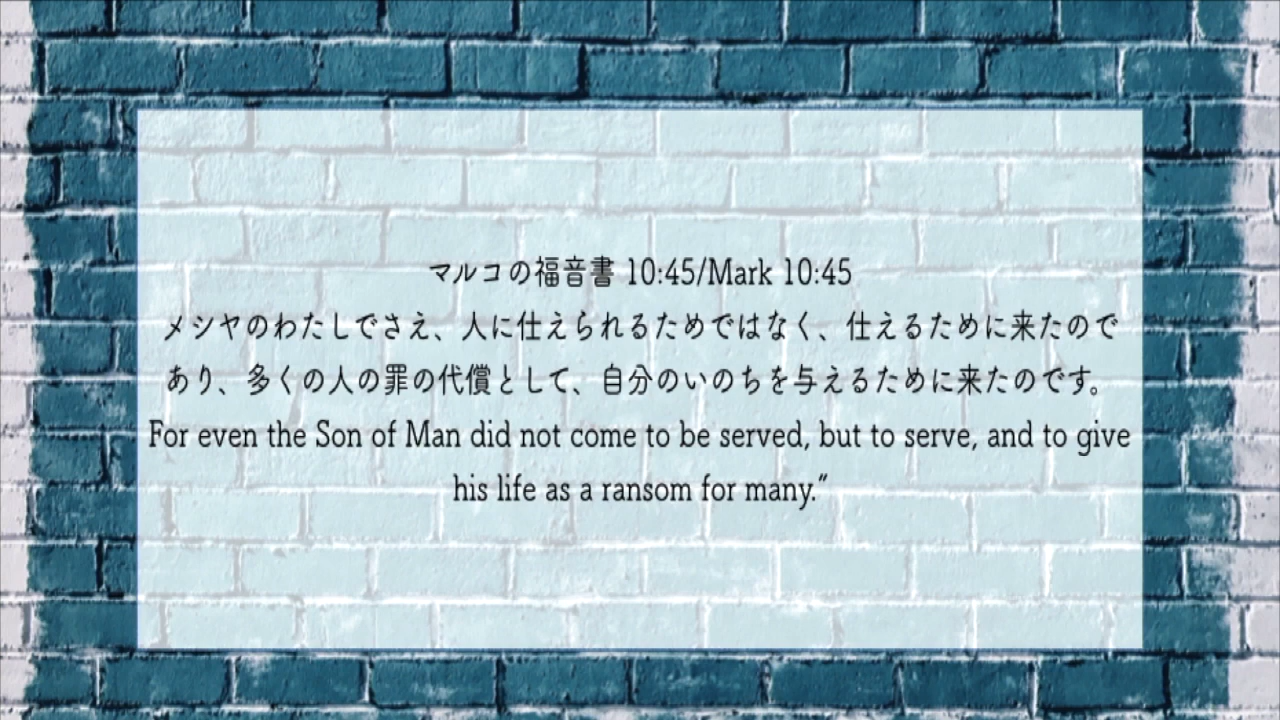 マルコの福音書 10:45/Mark 10:45
メシヤのわたしでさえ、人に仕えられるためではなく、仕えるために来たので
あり、多くの人の罪の代償として、自分のいのちを与えるために来たのです。
For even the Son of Man did not come to be served, but to serve, and to give
his life as a ransom for many.”